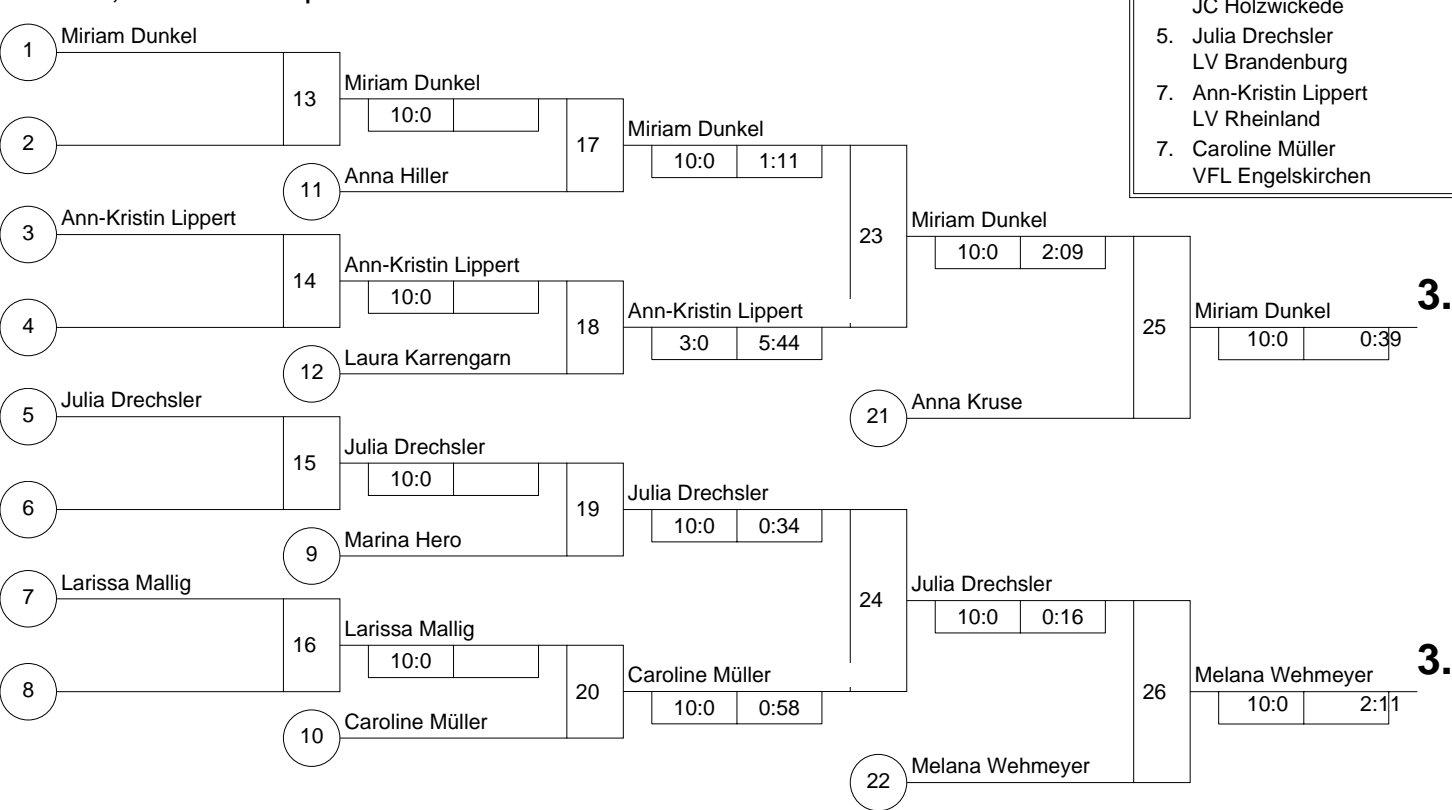 JC Holzwickede
5. Julia Drechsler
LV Brandenburg
7. Ann-Kristin Lippert
LV Rheinland
7. Caroline Müller
VFL Engelskirchen
1 Miriam Dunkel
13 Miriam Dunkel
10:0
2
17 Miriam Dunkel
10:0 1:11
11 Anna Hiller
3 Ann-Kristin Lippert
23 Miriam Dunkel
10:0 2:09
14 Ann-Kristin Lippert
10:0
4
18 Ann-Kristin Lippert
3:0 5:44
25 Miriam Dunkel
10:0 0:39
3.
12 Laura Karrengarn
5 Julia Drechsler
21 Anna Kruse
15 Julia Drechsler
10:0
6
19 Julia Drechsler
10:0 0:34
9 Marina Hero
7 Larissa Mallig
24 Julia Drechsler
10:0 0:16
16 Larissa Mallig
10:0
8
20 Caroline Müller
10:0 0:58
26 Melana Wehmeyer
10:0 2:11
3.
10 Caroline Müller
22 Melana Wehmeyer